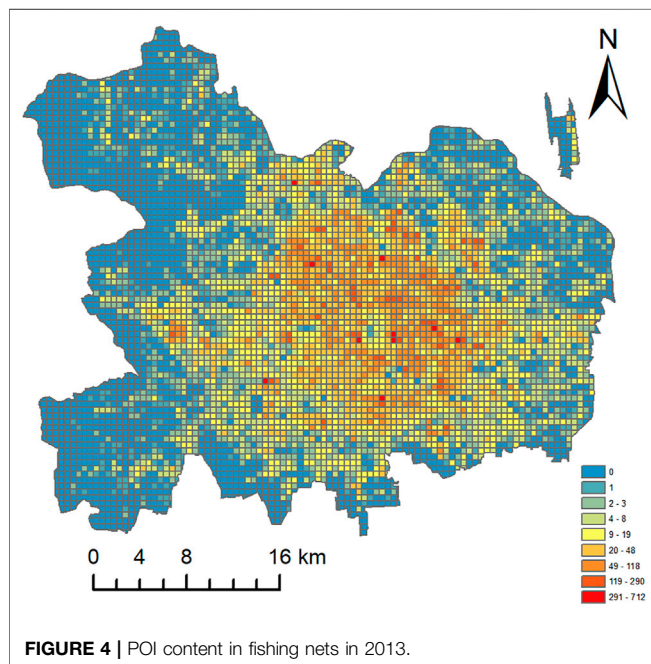 N
0
1
2 - 3
4 - 8
9 - 19
20 - 48
49 - 118
119 - 290
291 - 712
0 4 8 16 km
FIGURE 4 | POI content in fishing nets in 2013.